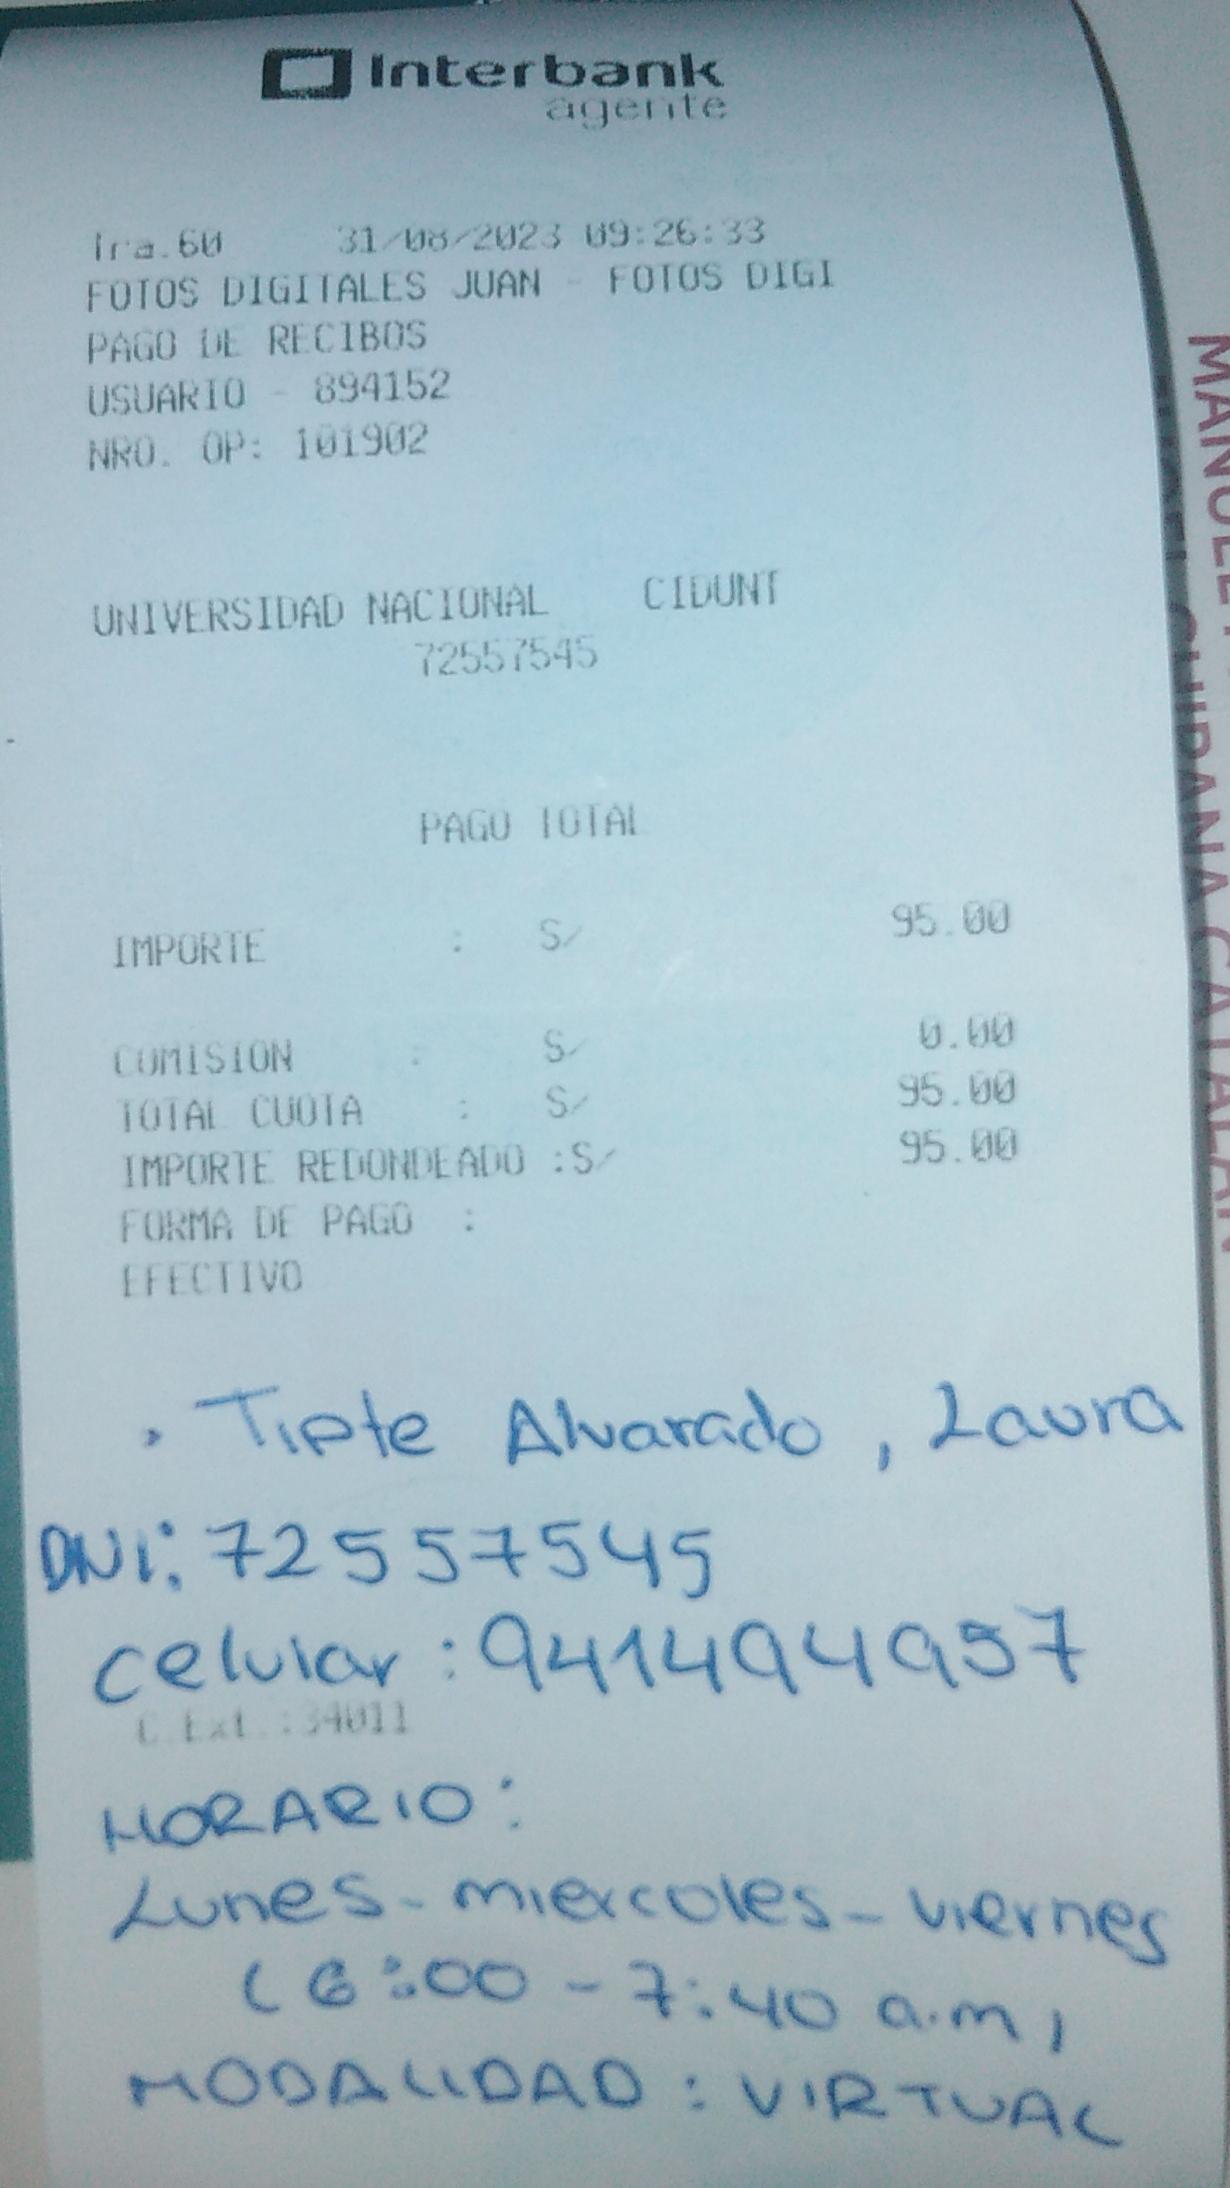 Interbank
agente
Tra.60 31/08/2023 09:26:33
FOTOS DIGITALES JUAN - FOTOS DIGI
PAGO DE RECIBOS
USUARIO - 894152
NRO. OP: 101902
UNIVERSIDAD NACIONAL CIDUNT
72557545
PAGO TOTAL
IMPORTE : S/ 95.00
COMISION : S/ 0.00
TOTAL CUOTA : S/ 95.00
IMPORTE REDONDEADO :S/ 95.00
FORMA DE PAGO :
EFECTIVO
. Tipte Alvarado, Laura
DNI: 72557545
celular: 941494957
C.Ext.:34011
HORARIO:
Lunes-miercoles-viernes
(6:00 - 7:40 a.m)
MODALIDAD: VIRTUAL
CATALAN